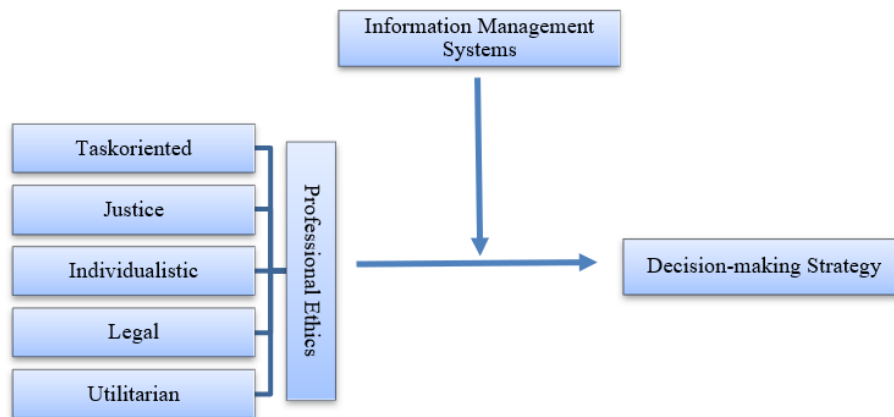 Information Management
Systems
Taskoriented
Justice
Individualistic
Legal
Utilitarian
Professional Ethics
Decision-making Strategy